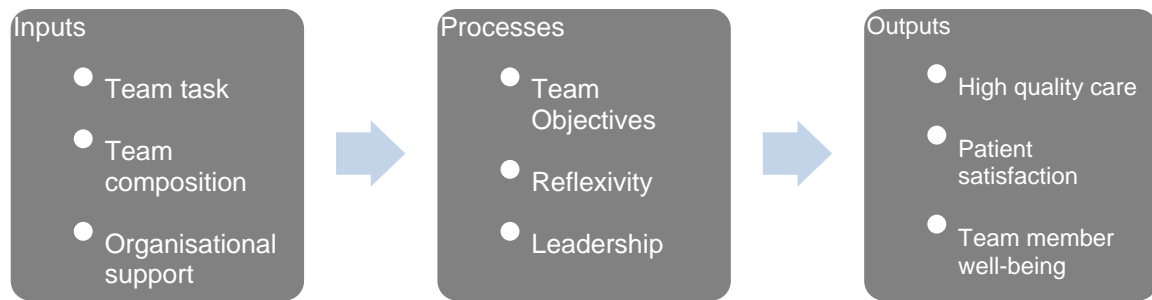 Inputs
Team task
Team
composition
Organisational
support
Processes
Team
Objectives
Reflexivity
Leadership
Outputs
High quality care
Patient
satisfaction
Team member
well-being